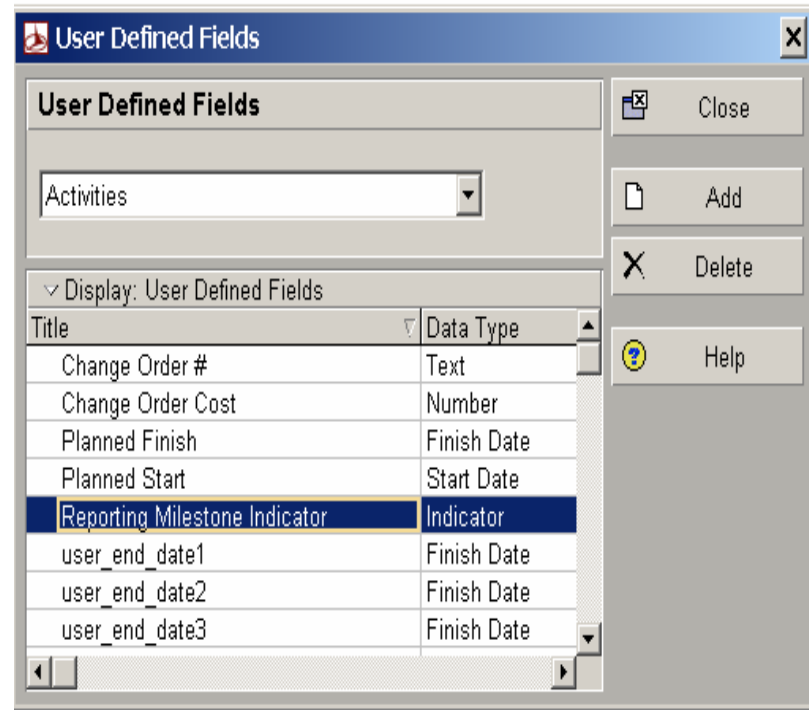 User Defined Fields
User Defined Fields
Close
Activities
Add
Delete
Display: User Defined Fields
Title Data Type
Help
Change Order # Text
Change Order Cost Number
Planned Finish Finish Date
Planned Start Start Date
Reporting Milestone Indicator Indicator
user_end_date1 Finish Date
user_end_date2 Finish Date
user_end_date3 Finish Date